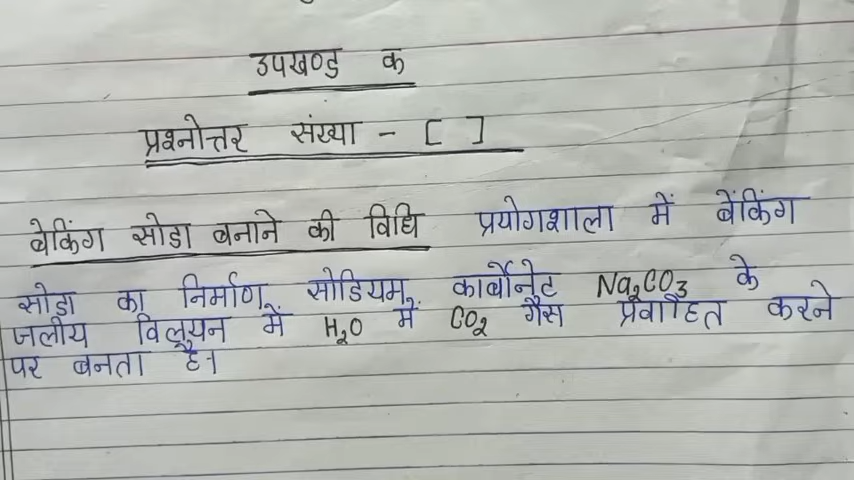 उपखण्ड क
प्रश्नोत्तर संख्या - [ ]
बेकिंग सोडा बनाने की विधि प्रयोगशाला में बेंकिंग
सोडा का निर्माण सोडियम कार्बोनेट Na₂CO₃ के
जलीय विलयन में H₂O में CO₂ गैस प्रवाहित करने
पर बनता है।